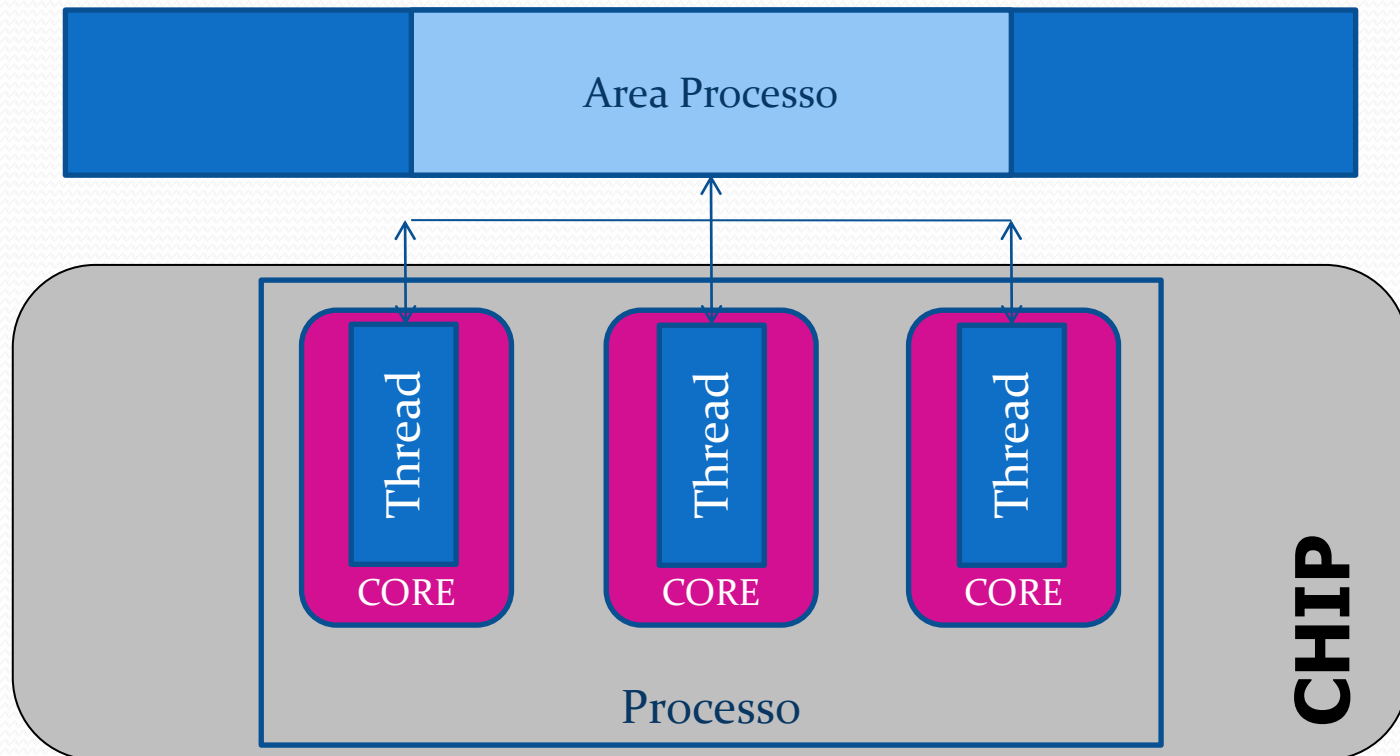 Area Processo
Thread
Thread
Thread
CORE
CORE
CORE
CHIP
Processo